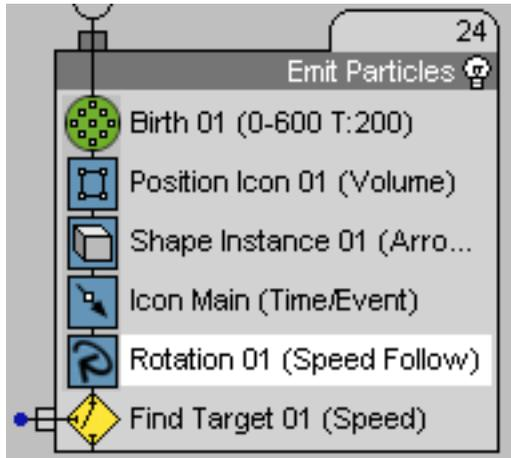 24
Emit Particles
Birth 01 (0-600 T:200)
Position Icon 01 (Volume)
Shape Instance 01 (Arro...
Icon Main (Time/Event)
Rotation 01 (Speed Follow)
Find Target 01 (Speed)